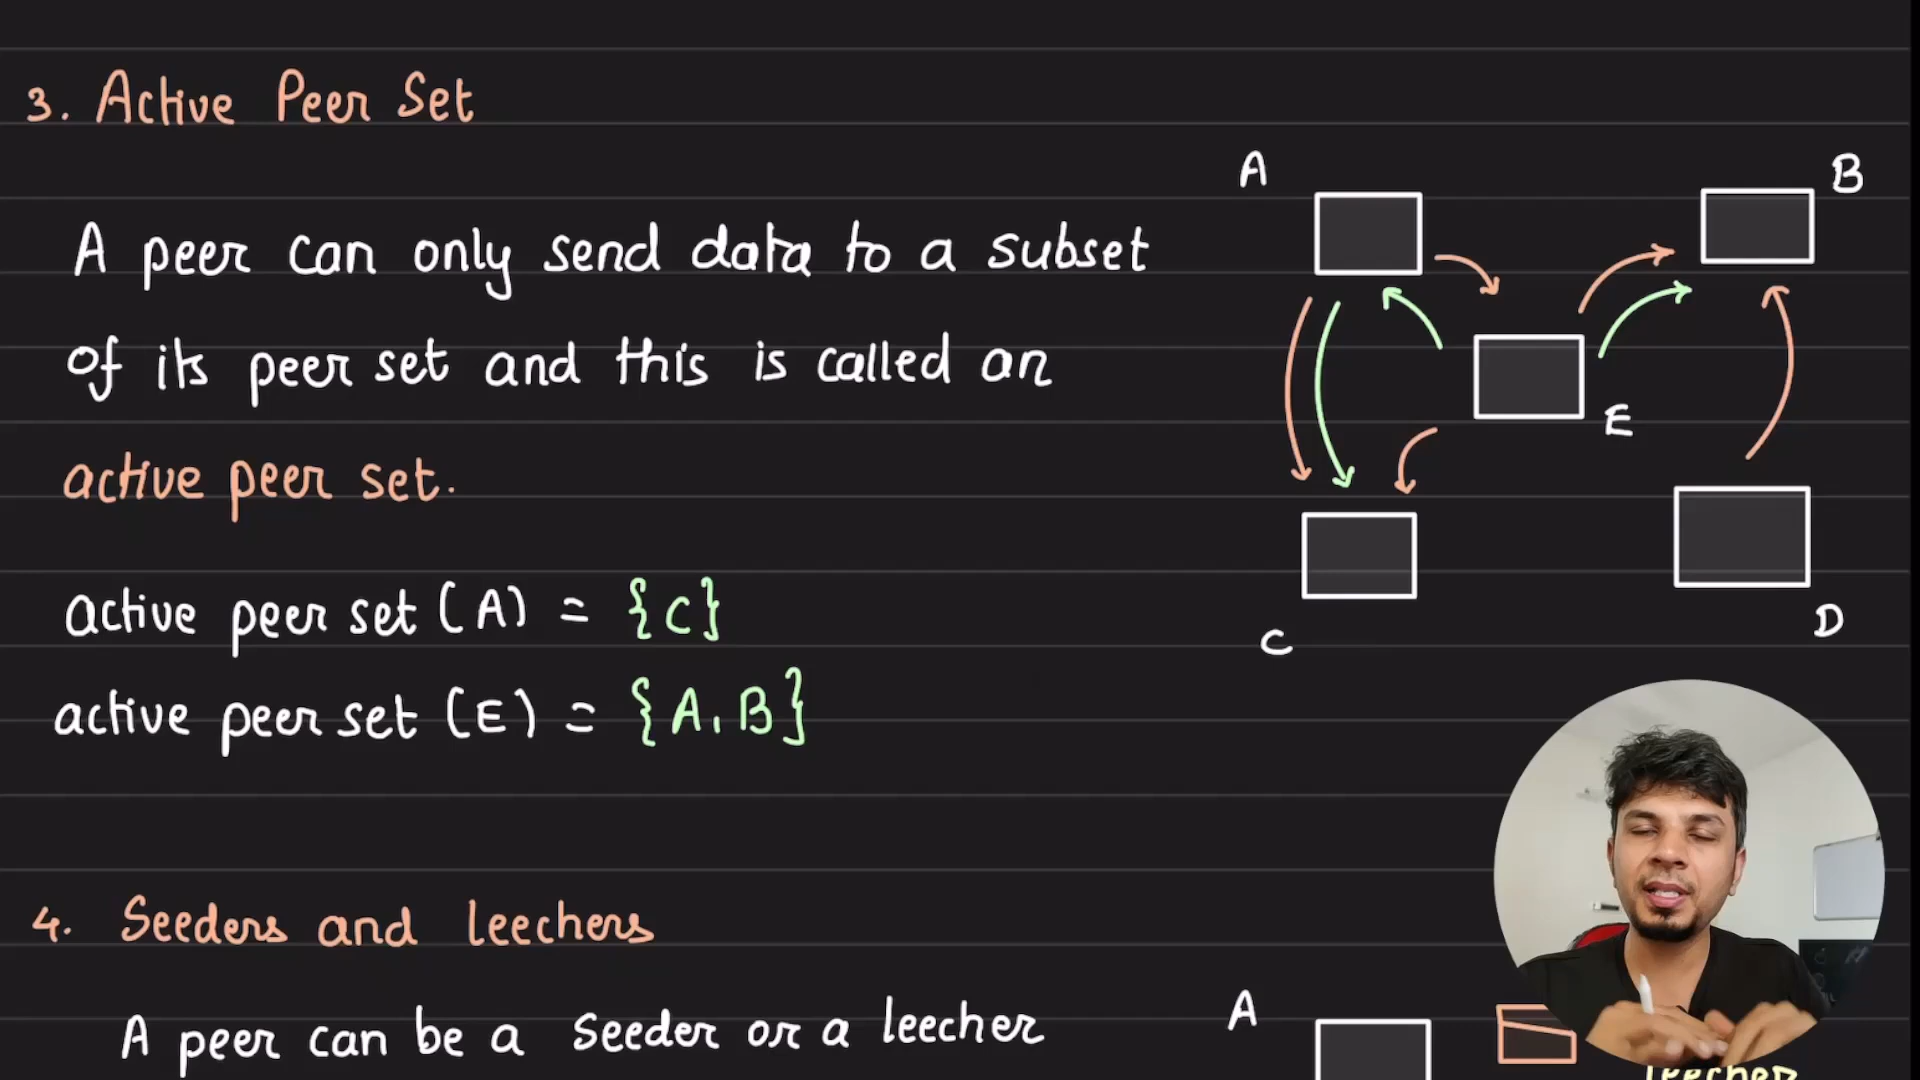 3. Active Peer Set
A peer can only send data to a subset
of its peer set and this is called an
active peer set.
active peer set (A) = {C}
active peer set (E) = {A, B}
A
B
E
C
D
4. Seeders and leechers
A peer can be a seeder or a leecher
A
leecher